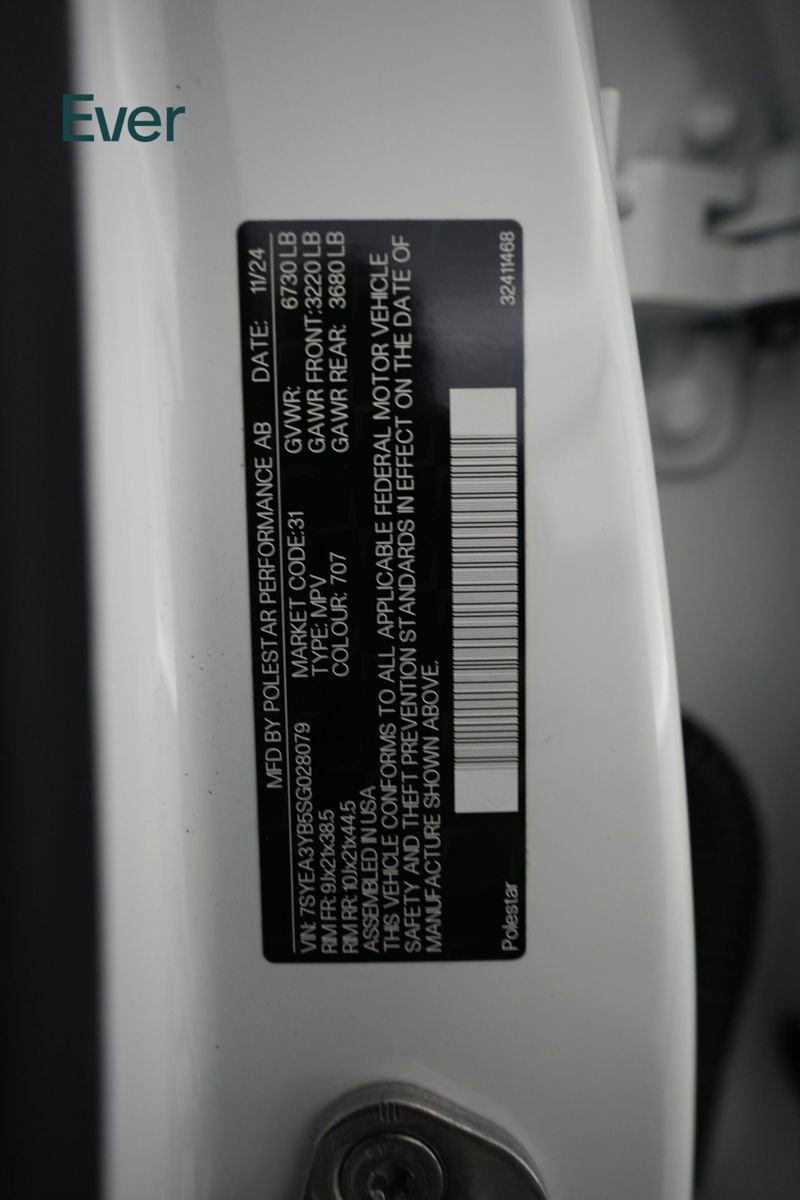 Ever
MFD BY POLESTAR PERFORMANCE AB DATE: 11/24
VIN: 7SYEA3YB5SG028079 MARKET CODE:31 GVWR: 6730 LB
RIM FR: 9Jx21x38.5 TYPE: MPV GAWR FRONT:3220 LB
RIM RR: 10Jx21x44.5 COLOUR: 707 GAWR REAR: 3680 LB
ASSEMBLED IN USA
THIS VEHICLE CONFORMS TO ALL APPLICABLE FEDERAL MOTOR VEHICLE
SAFETY AND THEFT PREVENTION STANDARDS IN EFFECT ON THE DATE OF
MANUFACTURE SHOWN ABOVE.
Polestar 32411468